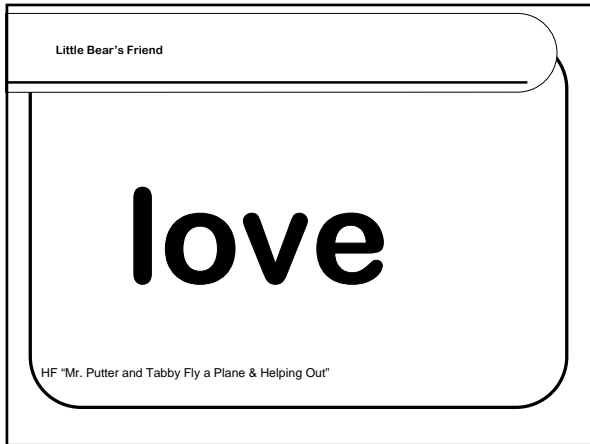 Little Bear’s Friend
love
HF “Mr. Putter and Tabby Fly a Plane & Helping Out”